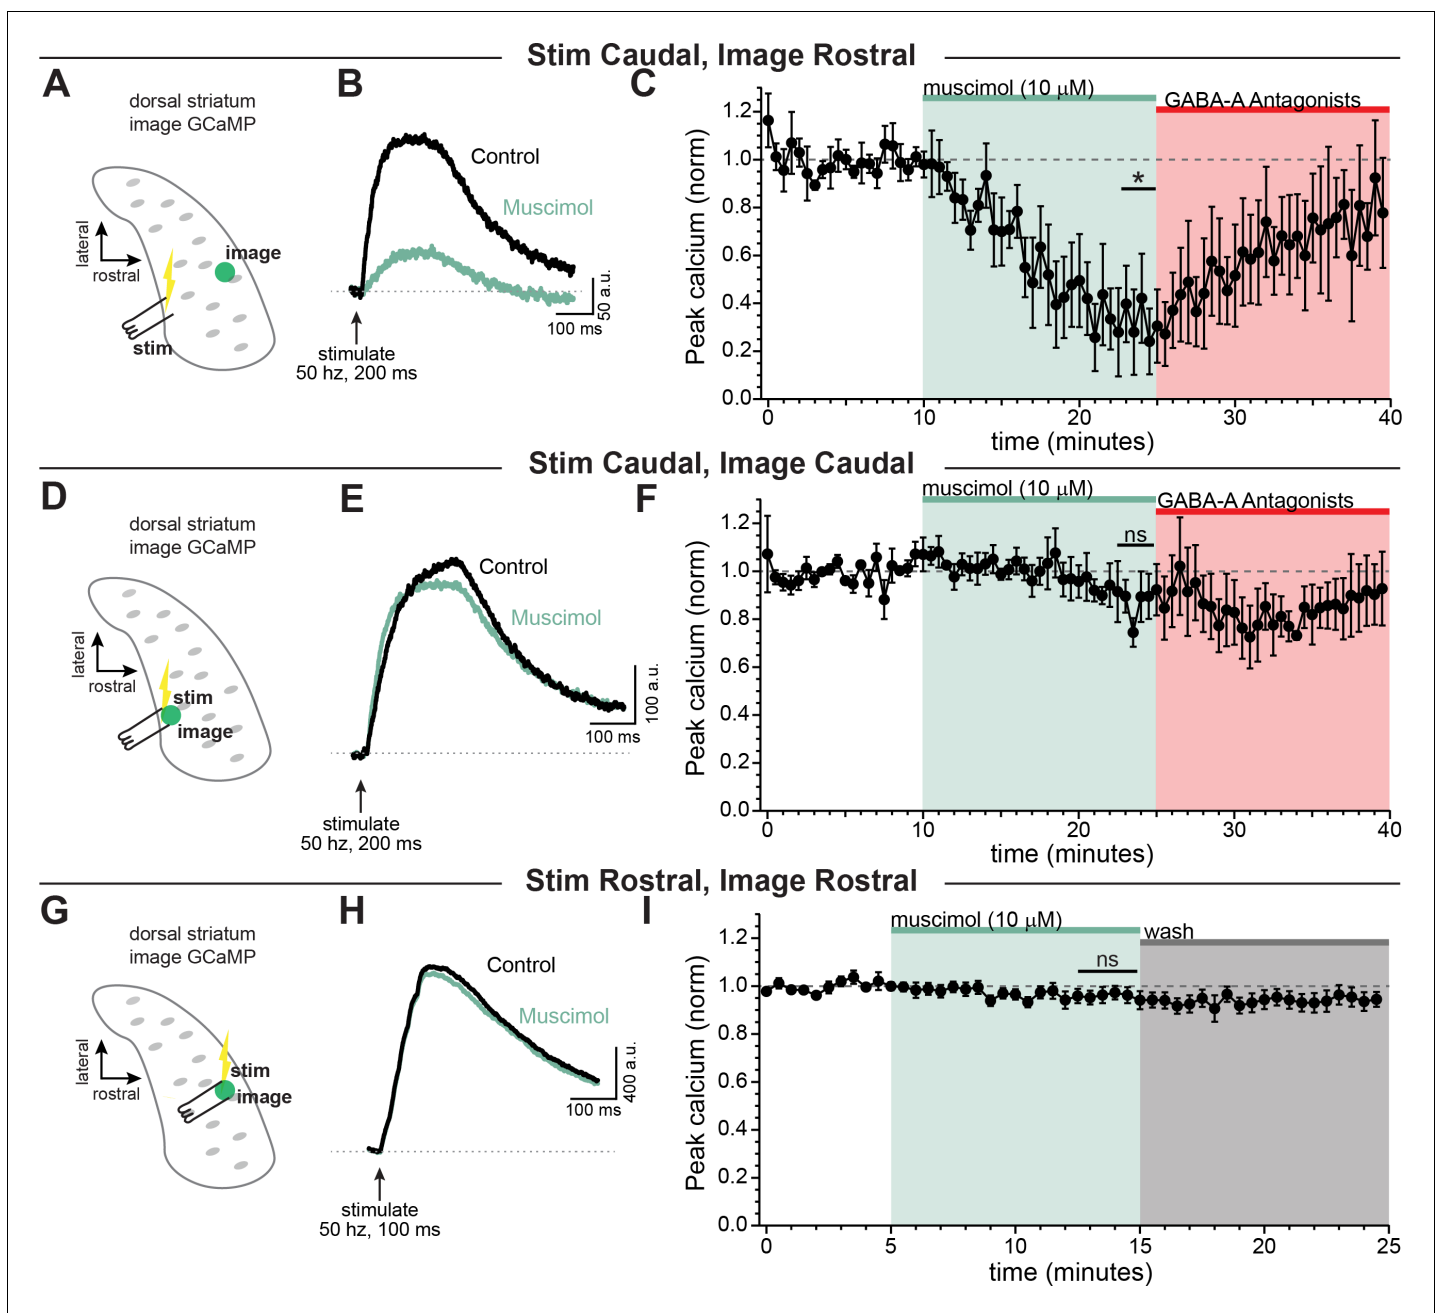 Stim Caudal, Image Rostral
A
dorsal striatum
image GCaMP
lateral
rostral
image
stim
B
Control
Muscimol
50 a.u.
100 ms
stimulate
50 hz, 200 ms
C
muscimol (10 µM)
GABA-A Antagonists
*
Peak calcium (norm)
1.2
1.0
0.8
0.6
0.4
0.2
0.0
0 10 20 30 40
time (minutes)
Stim Caudal, Image Caudal
D
dorsal striatum
image GCaMP
lateral
rostral
stim
image
E
Control
Muscimol
100 a.u.
100 ms
stimulate
50 hz, 200 ms
F
muscimol (10 µM)
GABA-A Antagonists
ns
Peak calcium (norm)
1.2
1.0
0.8
0.6
0.4
0.2
0.0
0 10 20 30 40
time (minutes)
Stim Rostral, Image Rostral
G
dorsal striatum
image GCaMP
lateral
rostral
stim
image
H
Control
Muscimol
400 a.u.
100 ms
stimulate
50 hz, 100 ms
I
muscimol (10 µM)
wash
ns
Peak calcium (norm)
1.2
1.0
0.8
0.6
0.4
0.2
0.0
0 5 10 15 20 25
time (minutes)